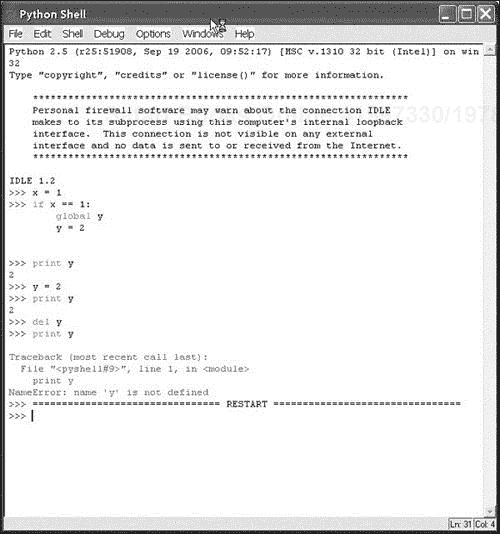 Python Shell
File Edit Shell Debug Options Windows Help
Python 2.5 (r25:51908, Sep 19 2006, 09:52:17) [MSC v.1310 32 bit (Intel)] on win
32
Type "copyright", "credits" or "license()" for more information.
****************************************************************
Personal firewall software may warn about the connection IDLE
makes to its subprocess using this computer's internal loopback
interface. This connection is not visible on any external
interface and no data is sent to or received from the Internet.
****************************************************************
7330/1978
IDLE 1.2
>>> x = 1
>>> if x == 1:
        global y
        y = 2
>>> print y
2
>>> y = 2
>>> print y
2
>>> del y
>>> print y
Traceback (most recent call last):
  File "<pyshell#9>", line 1, in <module>
    print y
NameError: name 'y' is not defined
>>> ================================ RESTART ================================
>>>
Ln: 31 Col: 4